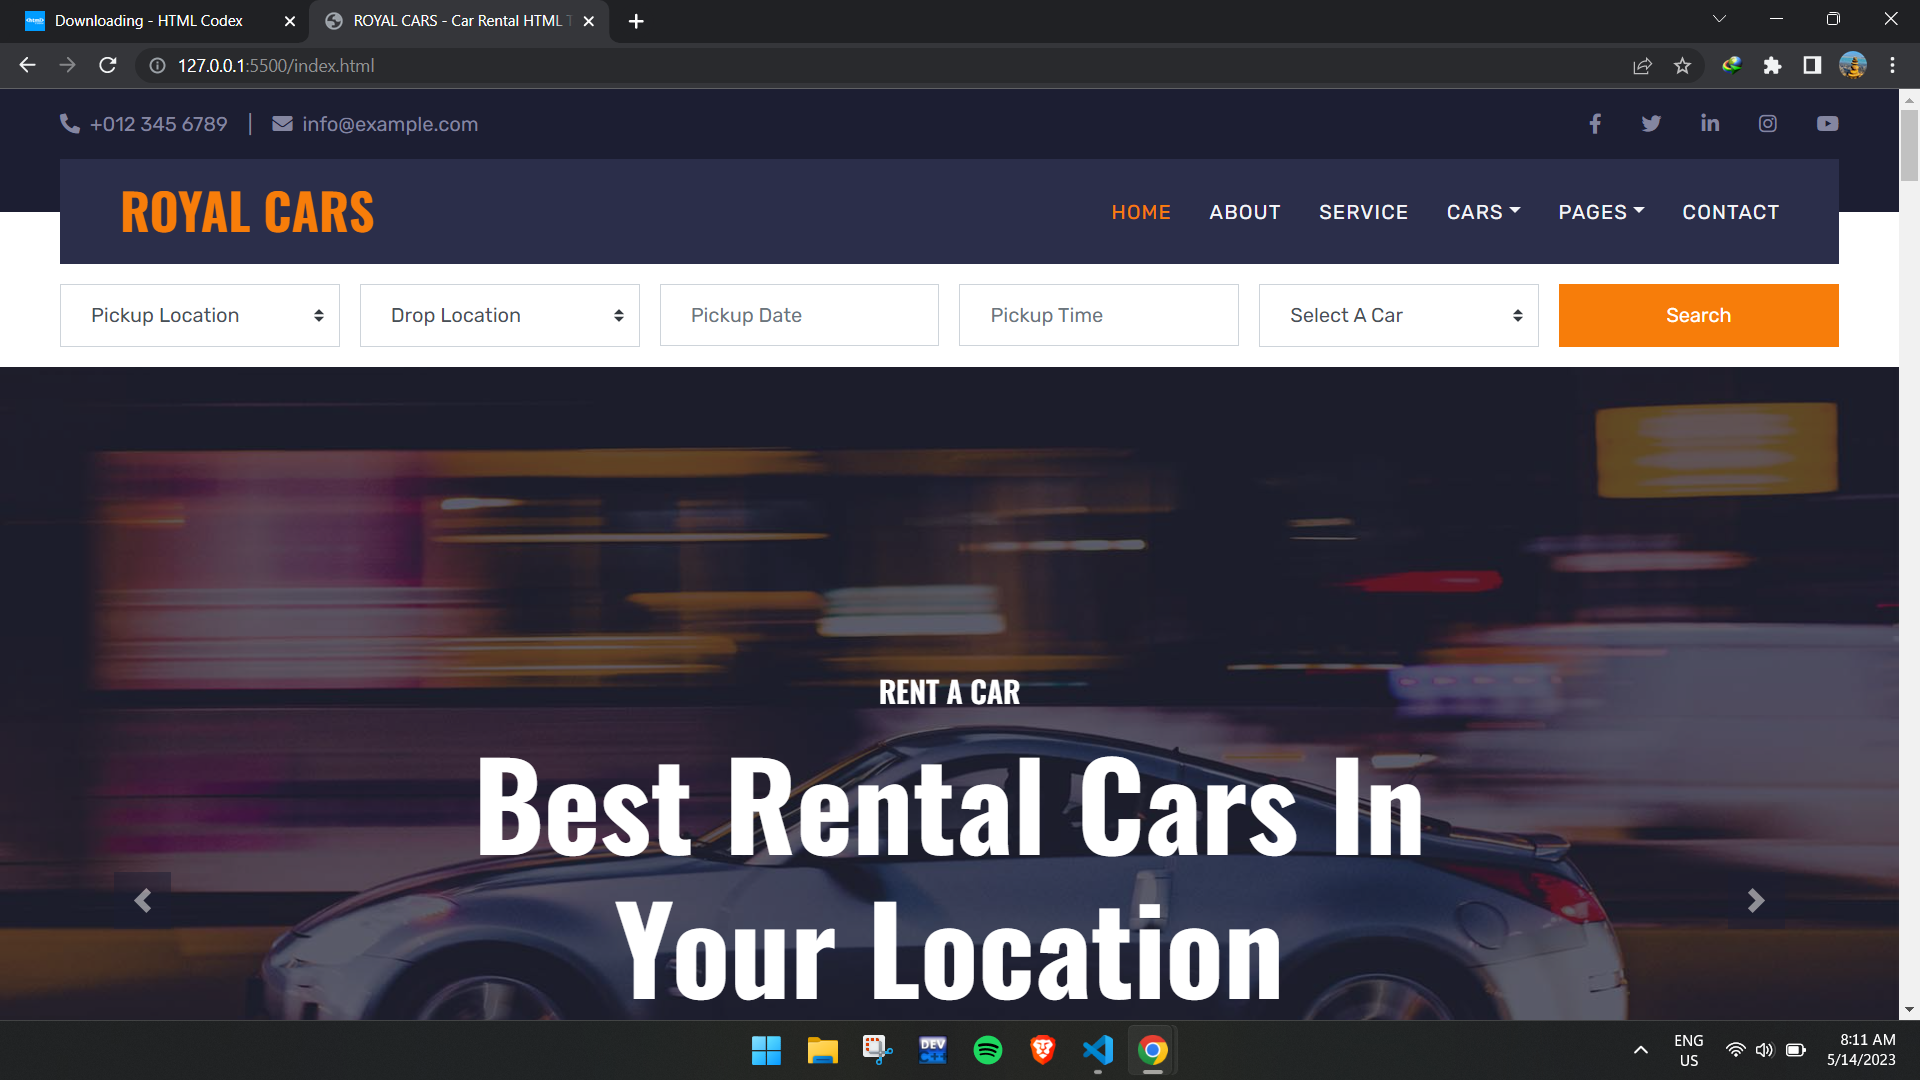 Downloading - HTML Codex
ROYAL CARS - Car Rental HTML T
127.0.0.1:5500/index.html
+012 345 6789 | info@example.com
ROYAL CARS
HOME ABOUT SERVICE CARS PAGES CONTACT
Pickup Location Drop Location Pickup Date Pickup Time Select A Car Search
RENT A CAR
Best Rental Cars In
Your Location
DEV
C++
ENG
US
8:11 AM
5/14/2023